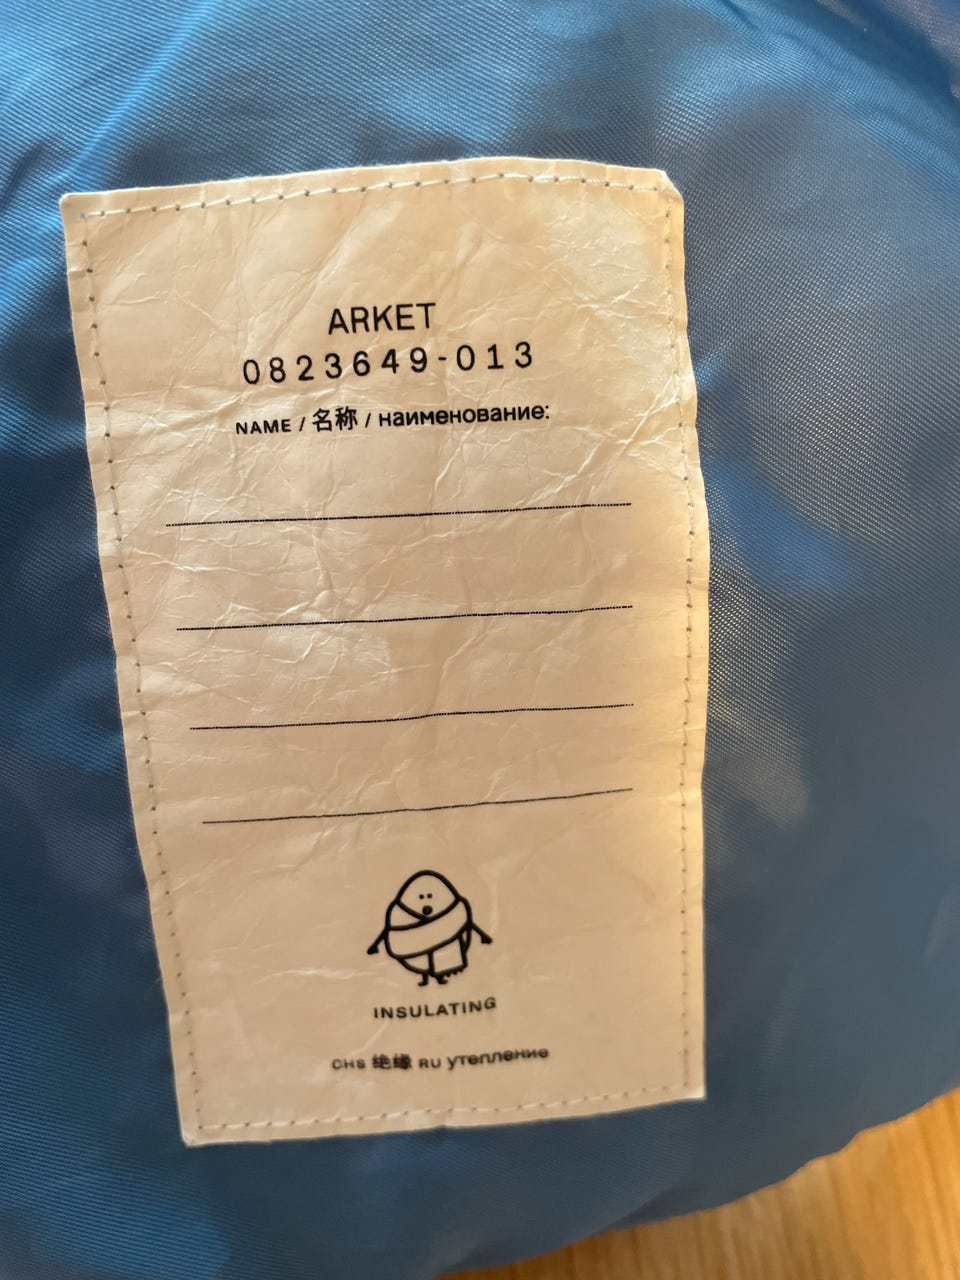 ARKET
0823649-013
NAME / 名称 / наименование:
INSULATING
CHS 绝缘 RU утепление